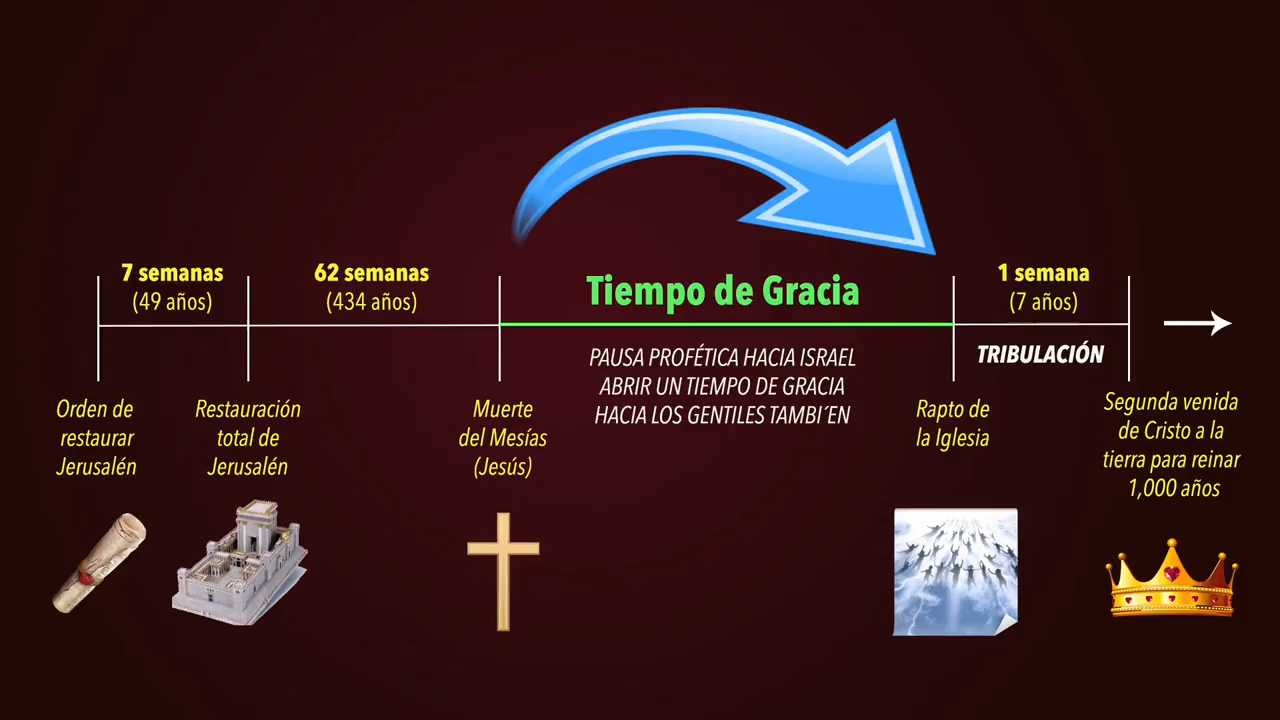 7 semanas
(49 años)
62 semanas
(434 años)
Tiempo de Gracia
1 semana
(7 años)
PAUSA PROFÉTICA HACIA ISRAEL
ABRIR UN TIEMPO DE GRACIA
HACIA LOS GENTILES TAMBI´EN
TRIBULACIÓN
Orden de
restaurar
Jerusalén
Restauración
total de
Jerusalén
Muerte
del Mesías
(Jesús)
Rapto de
la Iglesia
Segunda venida
de Cristo a la
tierra para reinar
1,000 años